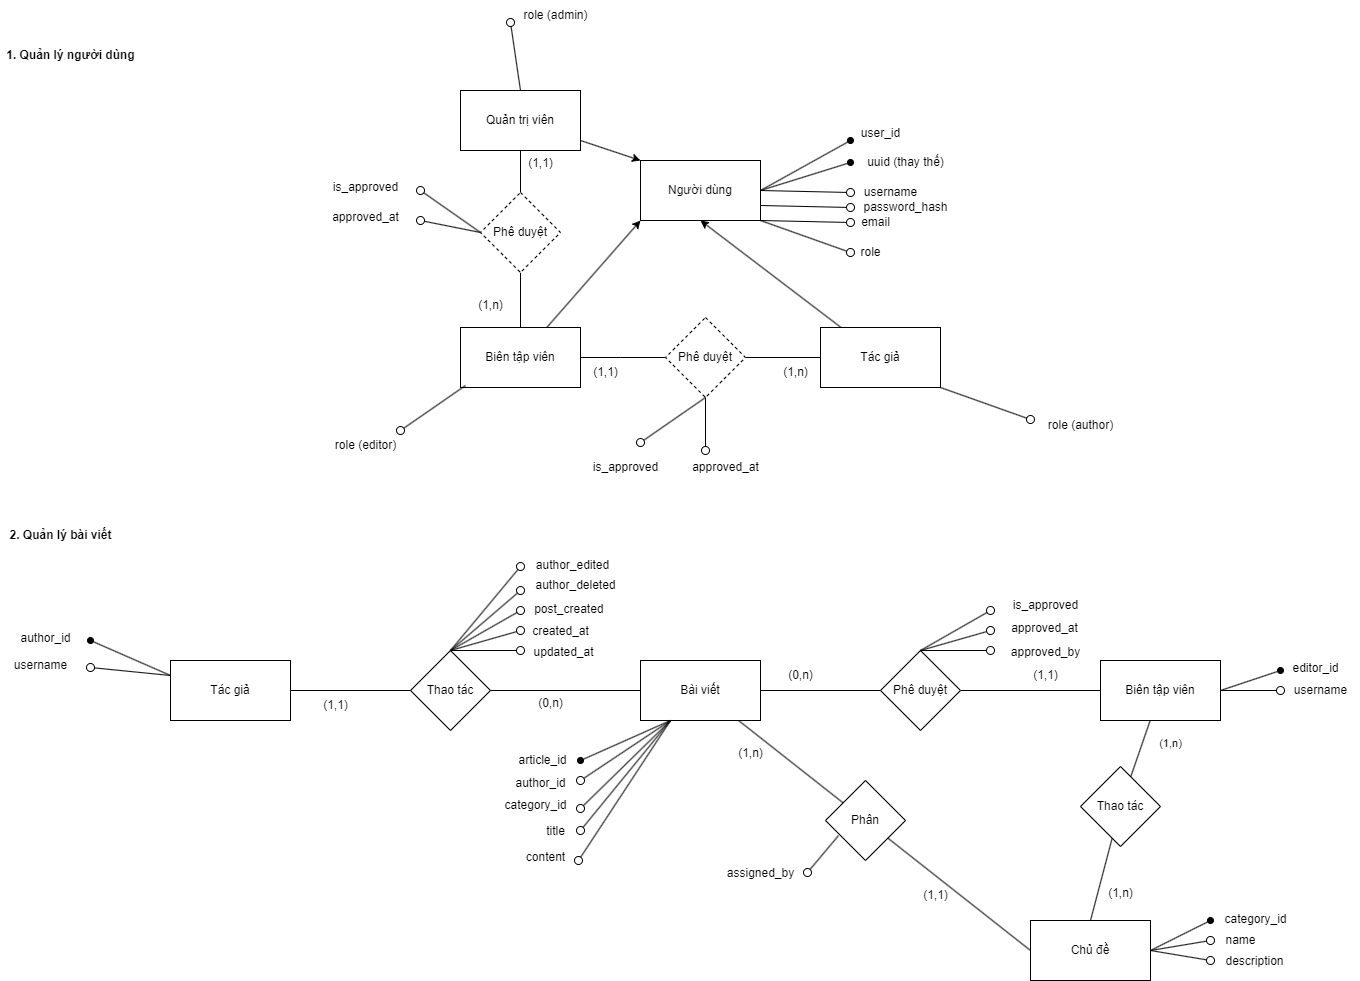 role (admin)
1. Quản lý người dùng
Quản trị viên
(1,1)
user_id
uuid (thay thế)
Người dùng
username
password_hash
email
role
is_approved
approved_at
Phê duyệt
(1,n)
Biên tập viên
Phê duyệt
Tác giả
(1,1)
(1,n)
role (editor)
role (author)
is_approved
approved_at
2. Quản lý bài viết
author_edited
author_deleted
post_created
created_at
updated_at
is_approved
approved_at
approved_by
author_id
username
Tác giả
(1,1)
Thao tác
(0,n)
Bài viết
(0,n)
Phê duyệt
(1,1)
Biên tập viên
editor_id
username
(1,n)
(1,n)
article_id
author_id
category_id
title
content
Phân
Thao tác
assigned_by
(1,1)
(1,n)
Chủ đề
category_id
name
description